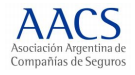 AACS
Asociación Argentina de
Compañías de Seguros